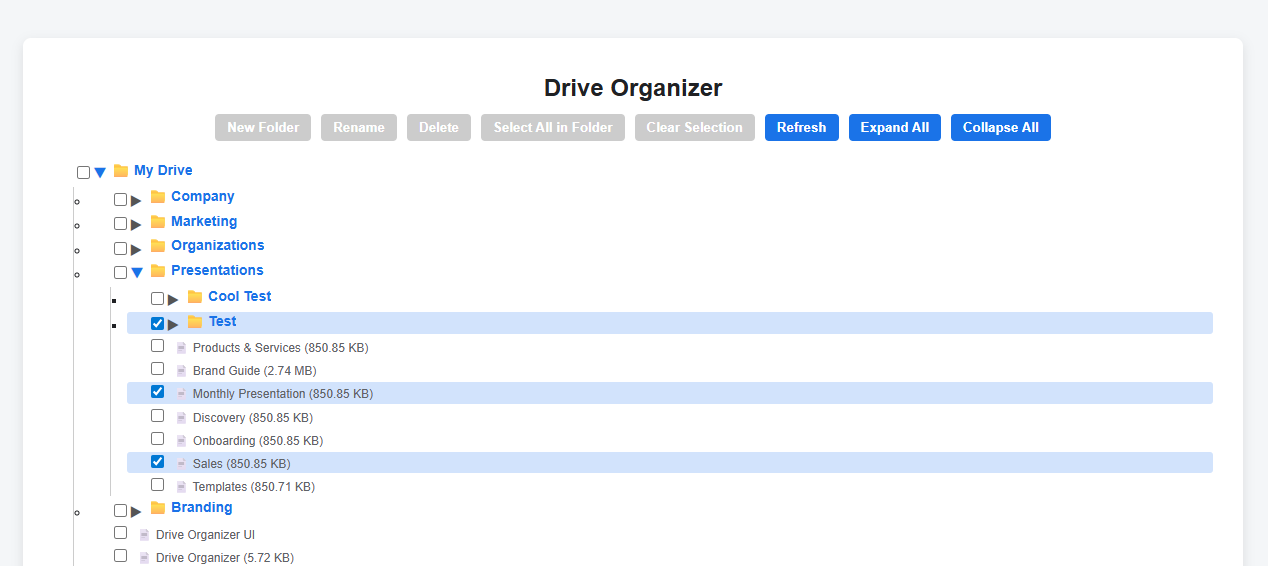 Drive Organizer
New Folder Rename Delete Select All in Folder Clear Selection Refresh Expand All Collapse All
My Drive
Company
Marketing
Organizations
Presentations
Cool Test
Test
Products & Services (850.85 KB)
Brand Guide (2.74 MB)
Monthly Presentation (850.85 KB)
Discovery (850.85 KB)
Onboarding (850.85 KB)
Sales (850.85 KB)
Templates (850.71 KB)
Branding
Drive Organizer UI
Drive Organizer (5.72 KB)